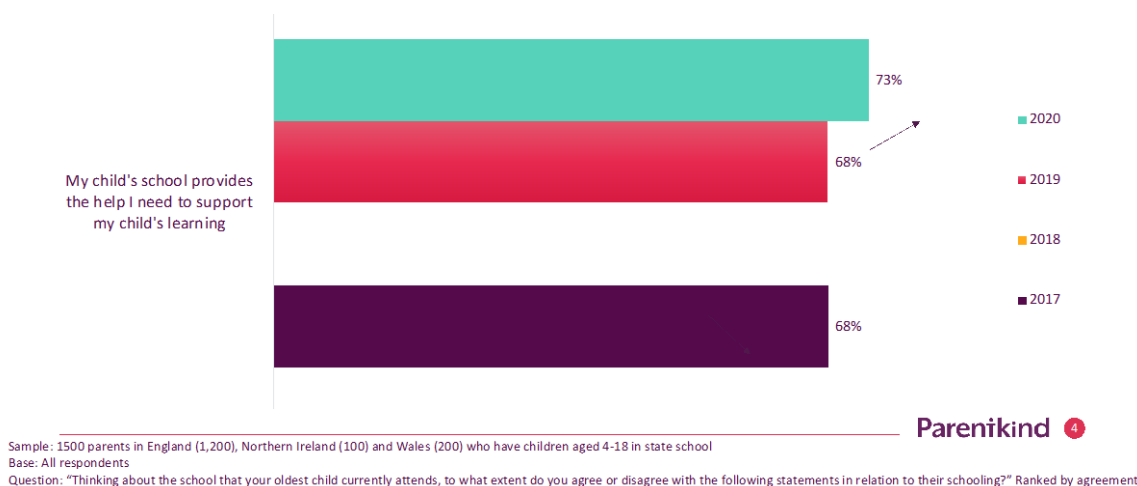 73%
68%
My child's school provides
the help I need to support
my child's learning
68%
2020
2019
2018
2017
Parentkind 4
Sample: 1500 parents in England (1,200), Northern Ireland (100) and Wales (200) who have children aged 4-18 in state school
Base: All respondents
Question: “Thinking about the school that your oldest child currently attends, to what extent do you agree or disagree with the following statements in relation to their schooling?” Ranked by agreement